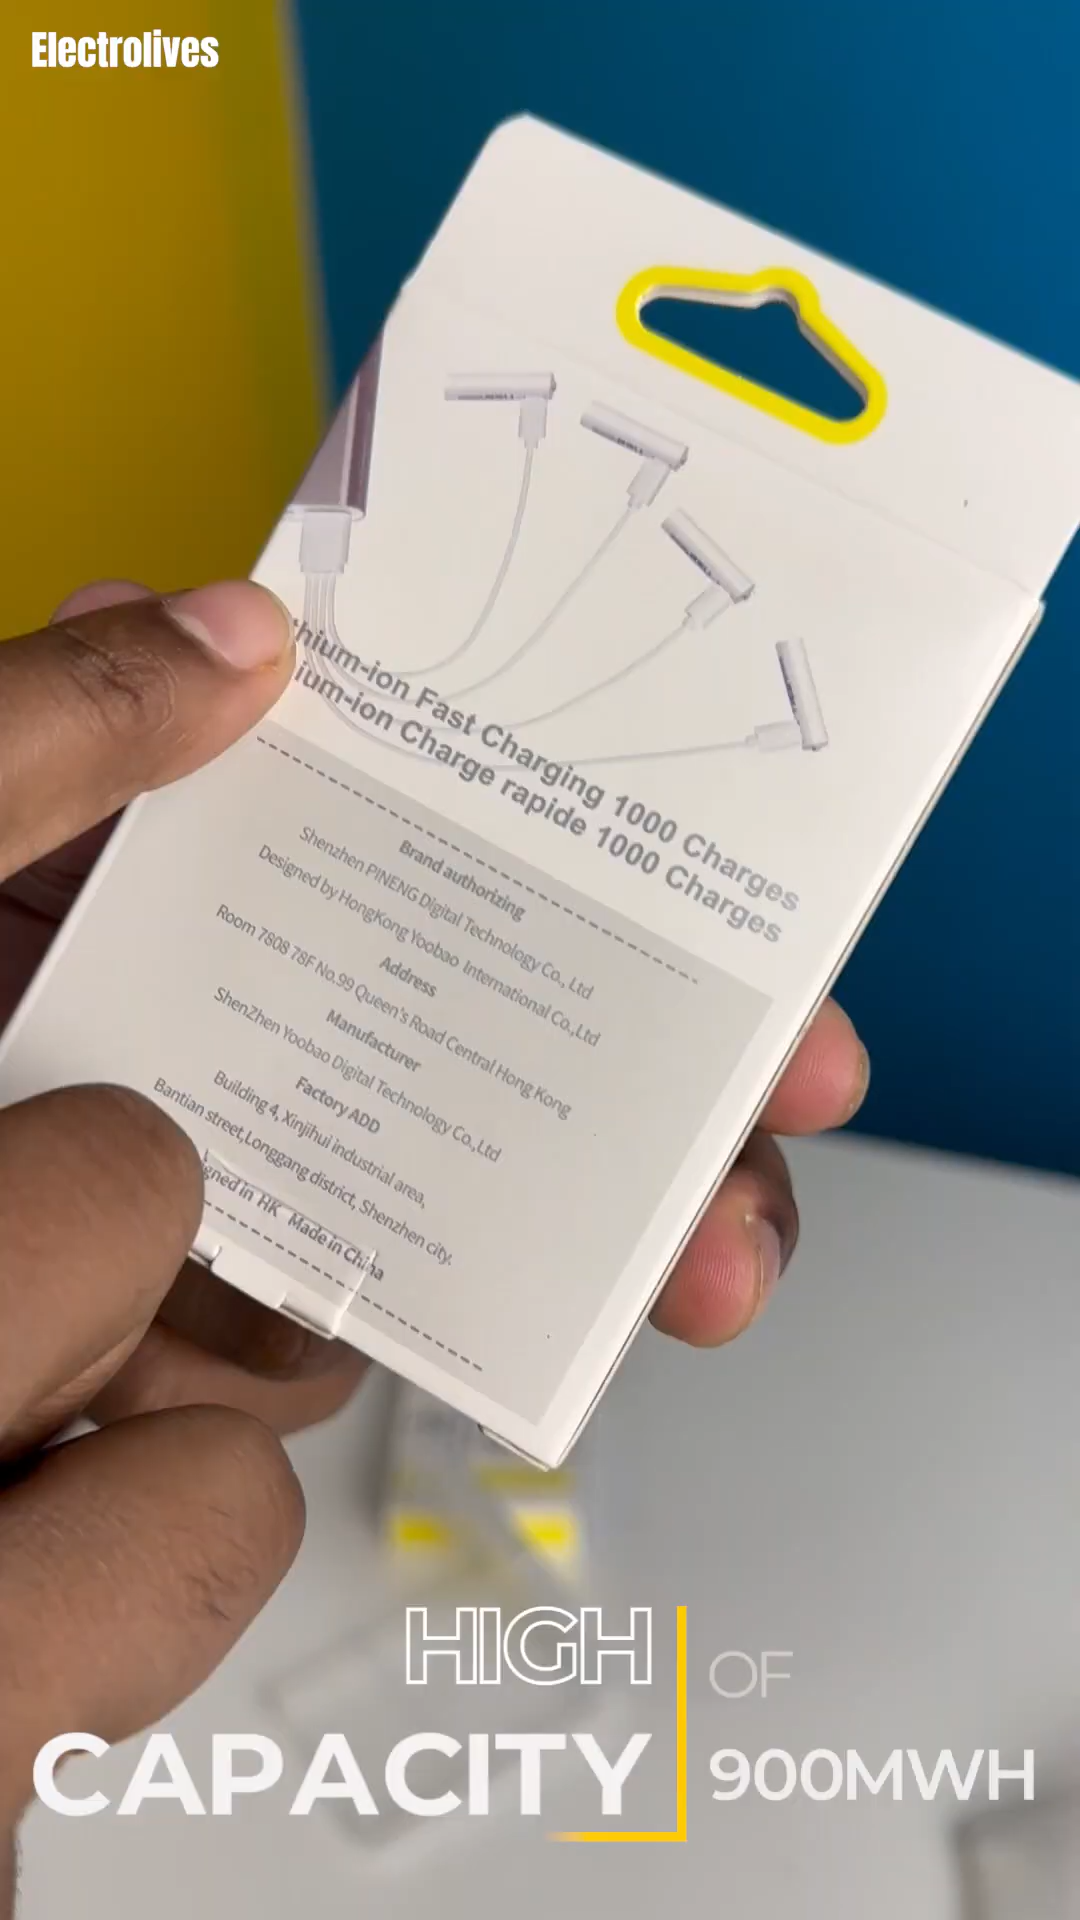 Electrolives
thium-ion Fast Charging 1000 Charges
ium-ion Charge rapide 1000 Charges
Brand authorizing
Shenzhen PINENG Digital Technology Co., Ltd
Designed by HongKong Yoobao International Co.,Ltd
Address
Room 7808 78F No.99 Queen's Road Central Hong Kong
Manufacturer
ShenZhen Yoobao Digital Technology Co.,Ltd
Factory ADD
Building 4, Xinjihui industrial area,
Bantian street,Longgang district, Shenzhen city.
gned in HK Made in China
HIGH
CAPACITY
OF
900MWH